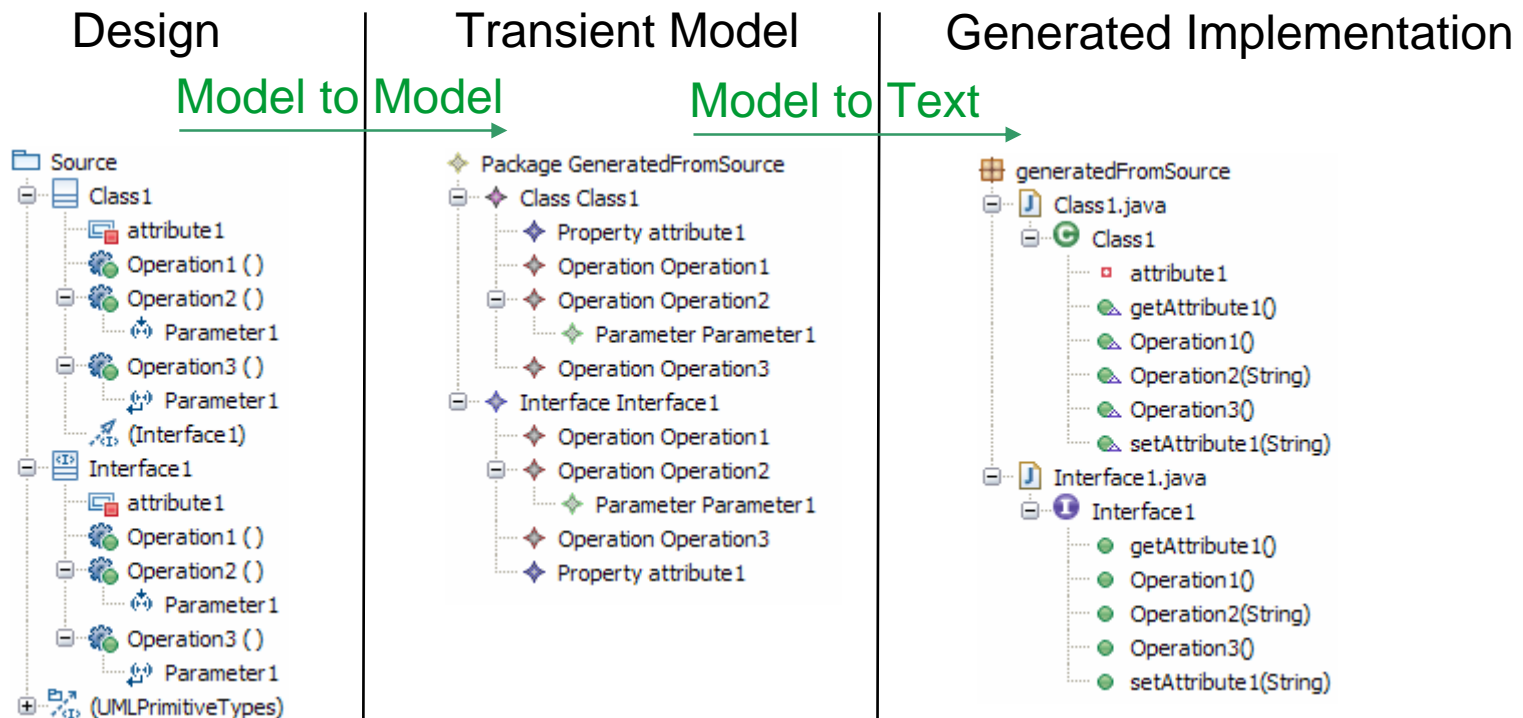 Design
Transient Model
Generated Implementation
Model to Model
Model to Text
Source
Class1
attribute1
Operation1 ( )
Operation2 ( )
Parameter1
Operation3 ( )
Parameter1
(Interface1)
Interface1
attribute1
Operation1 ( )
Operation2 ( )
Parameter1
Operation3 ( )
Parameter1
(UMLPrimitiveTypes)
Package GeneratedFromSource
Class Class1
Property attribute1
Operation Operation1
Operation Operation2
Parameter Parameter1
Operation Operation3
Interface Interface1
Operation Operation1
Operation Operation2
Parameter Parameter1
Operation Operation3
Property attribute1
generatedFromSource
Class1.java
Class1
attribute1
getAttribute1()
Operation1()
Operation2(String)
Operation3()
setAttribute1(String)
Interface1.java
Interface1
getAttribute1()
Operation1()
Operation2(String)
Operation3()
setAttribute1(String)